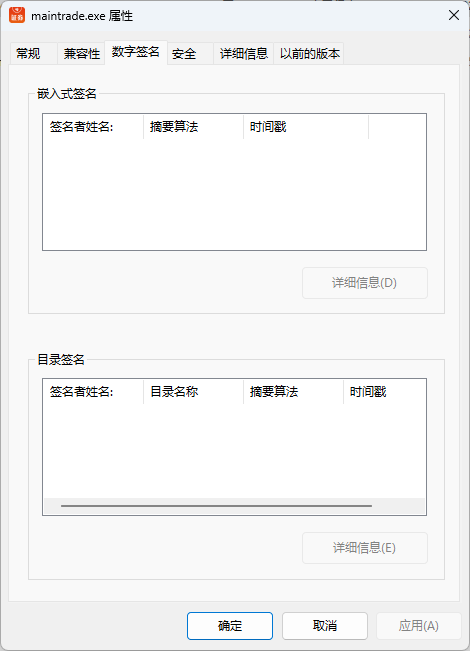 maintrade.exe 属性
常规 兼容性 数字签名 安全 详细信息 以前的版本
嵌入式签名
签名者姓名: 摘要算法 时间戳
详细信息(D)
目录签名
签名者姓名: 目录名称 摘要算法 时间戳
详细信息(E)
确定 取消 应用(A)